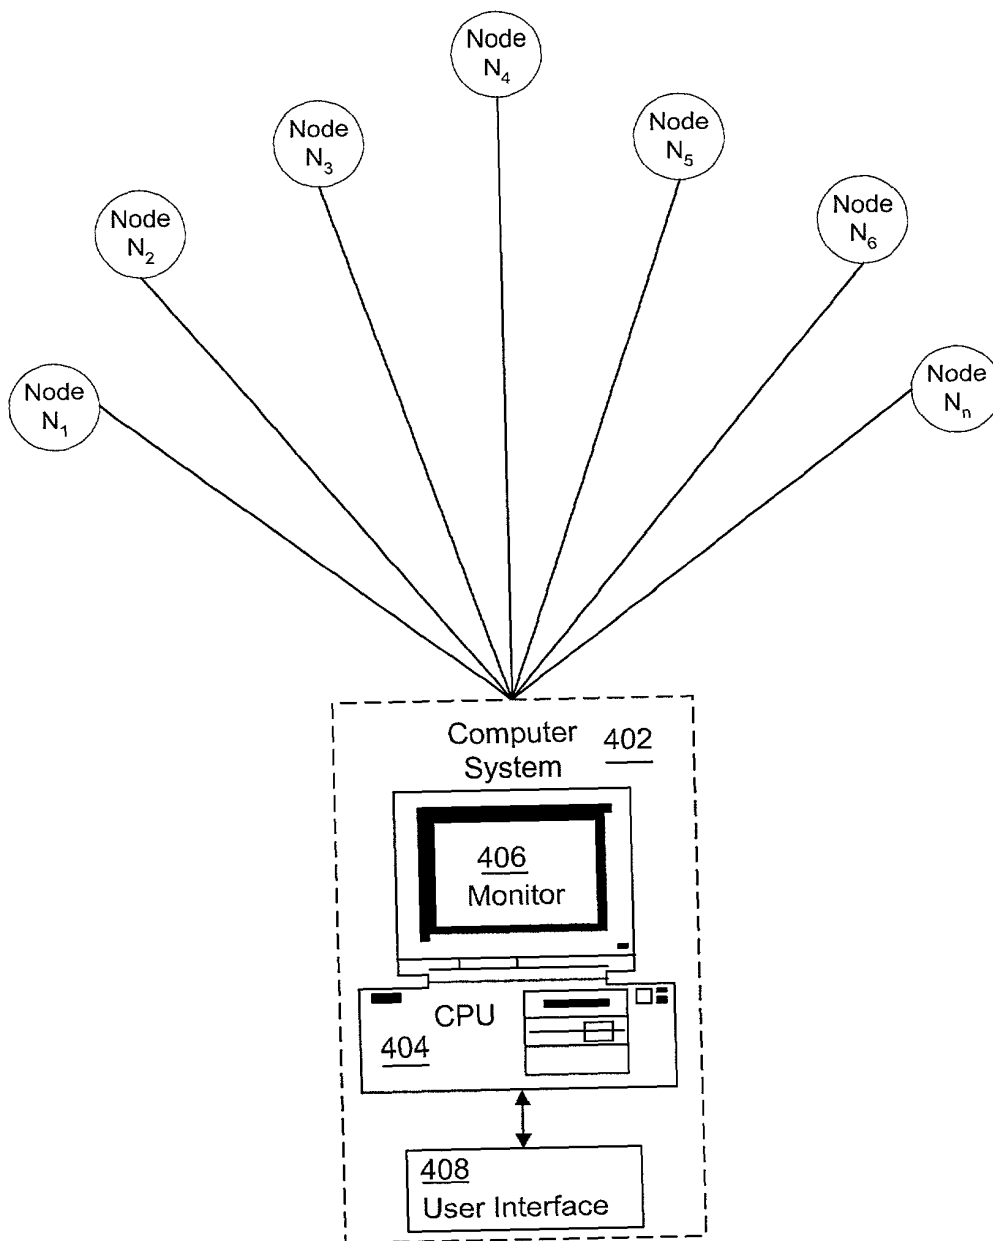 Node
N₄
Node
N₃
Node
N₅
Node
N₂
Node
N₆
Node
N₁
Node
Nₙ
Computer
System
402
406
Monitor
CPU
404
408
User Interface